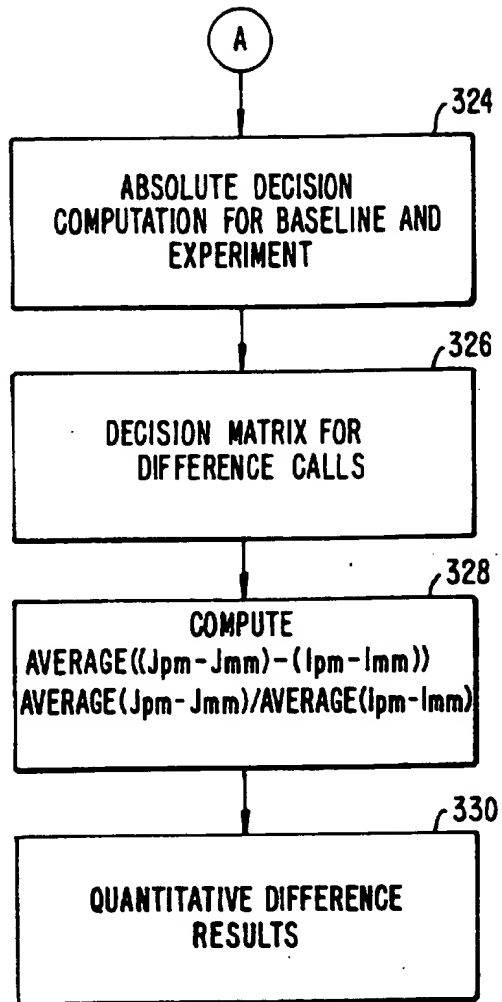 A
324
ABSOLUTE DECISION
COMPUTATION FOR BASELINE AND
EXPERIMENT
326
DECISION MATRIX FOR
DIFFERENCE CALLS
328
COMPUTE
AVERAGE((Jpm-Jmm)-(Ipm-Imm))
AVERAGE(Jpm-Jmm)/AVERAGE(Ipm-Imm)
330
QUANTITATIVE DIFFERENCE
RESULTS